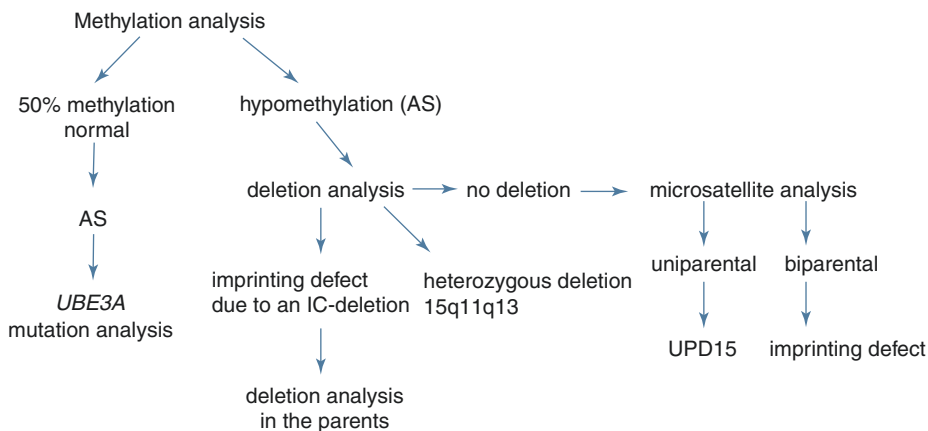 Methylation analysis
50% methylation
normal
hypomethylation (AS)
deletion analysis
no deletion
microsatellite analysis
AS
imprinting defect
due to an IC-deletion
heterozygous deletion
15q11q13
uniparental
biparental
UBE3A
mutation analysis
UPD15
imprinting defect
deletion analysis
in the parents